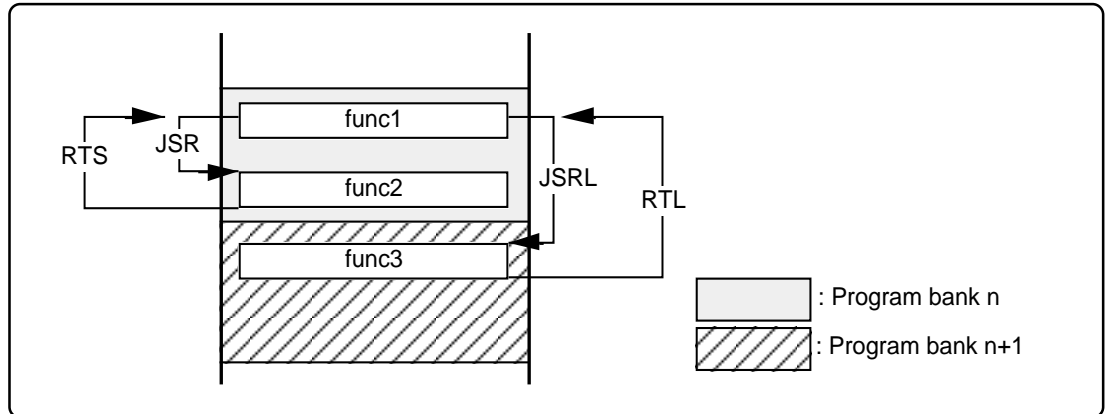 func1
RTS
JSR
JSRL
RTL
func2
func3
: Program bank n
: Program bank n+1